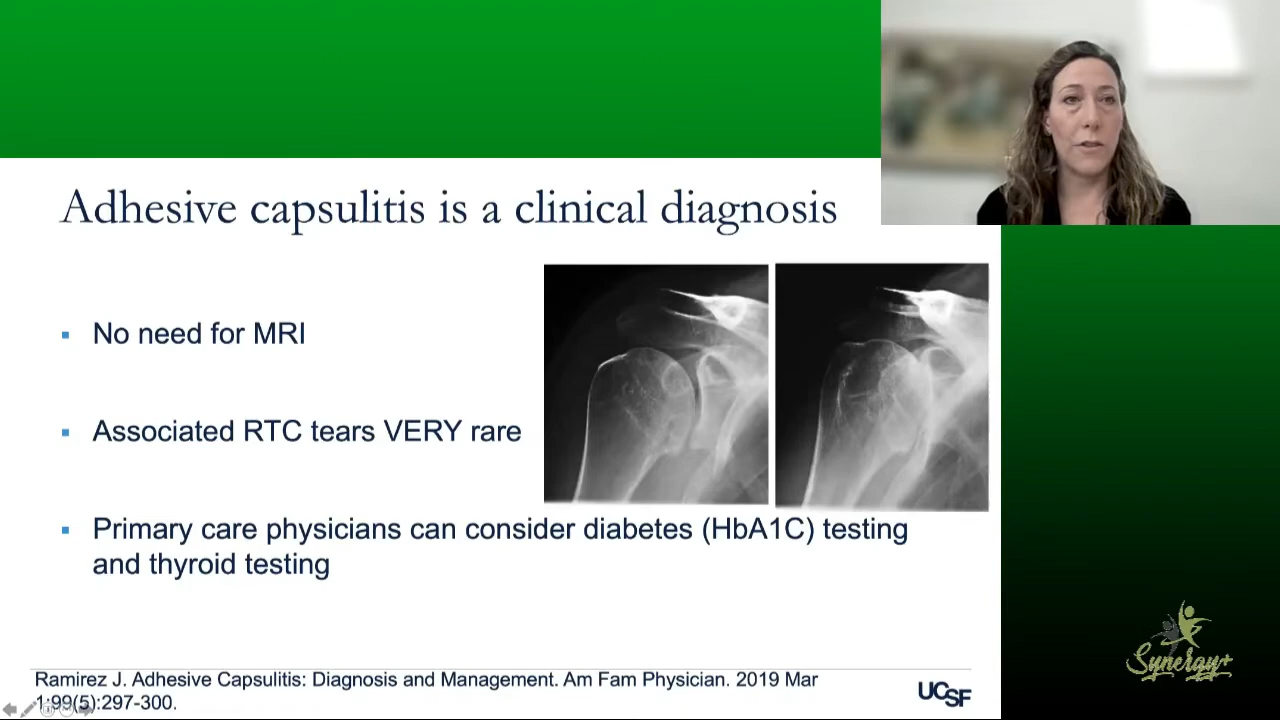 Adhesive capsulitis is a clinical diagnosis
No need for MRI
Associated RTC tears VERY rare
Primary care physicians can consider diabetes (HbA1C) testing
and thyroid testing
Ramirez J. Adhesive Capsulitis: Diagnosis and Management. Am Fam Physician. 2019 Mar
1;99(5):297-300.
UCSF
Synergy+